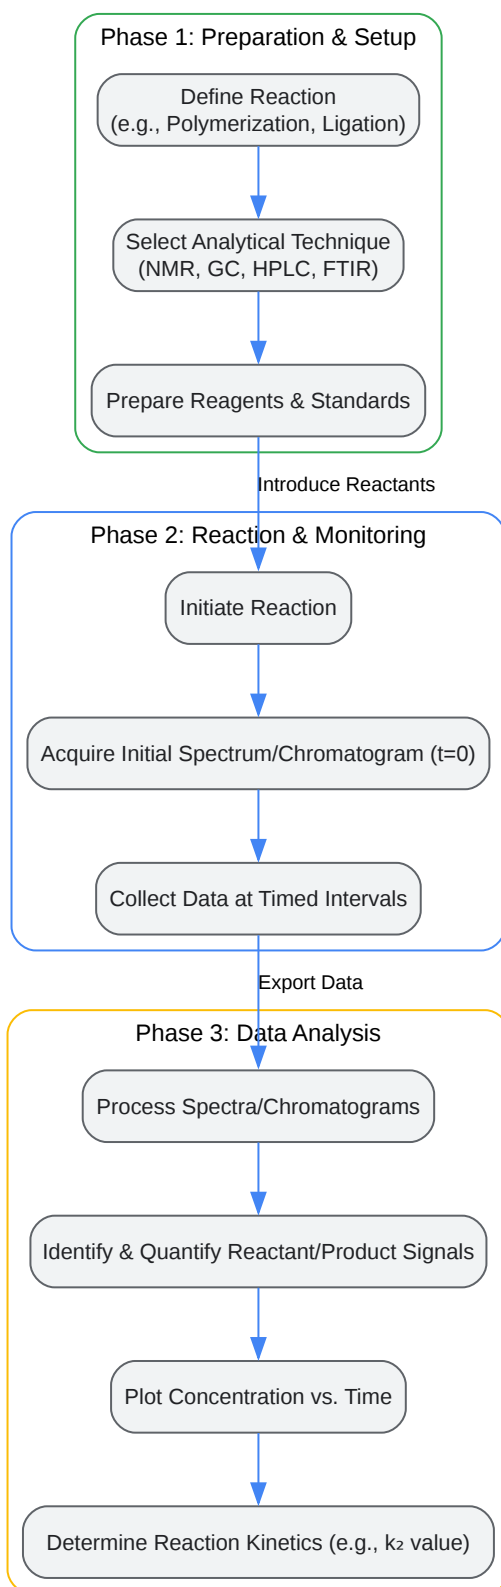 Phase 1: Preparation & Setup
Define Reaction
(e.g., Polymerization, Ligation)
Select Analytical Technique
(NMR, GC, HPLC, FTIR)
Prepare Reagents & Standards
Introduce Reactants
Phase 2: Reaction & Monitoring
Initiate Reaction
Acquire Initial Spectrum/Chromatogram (t=0)
Collect Data at Timed Intervals
Export Data
Phase 3: Data Analysis
Process Spectra/Chromatograms
Identify & Quantify Reactant/Product Signals
Plot Concentration vs. Time
Determine Reaction Kinetics (e.g., k₂ value)